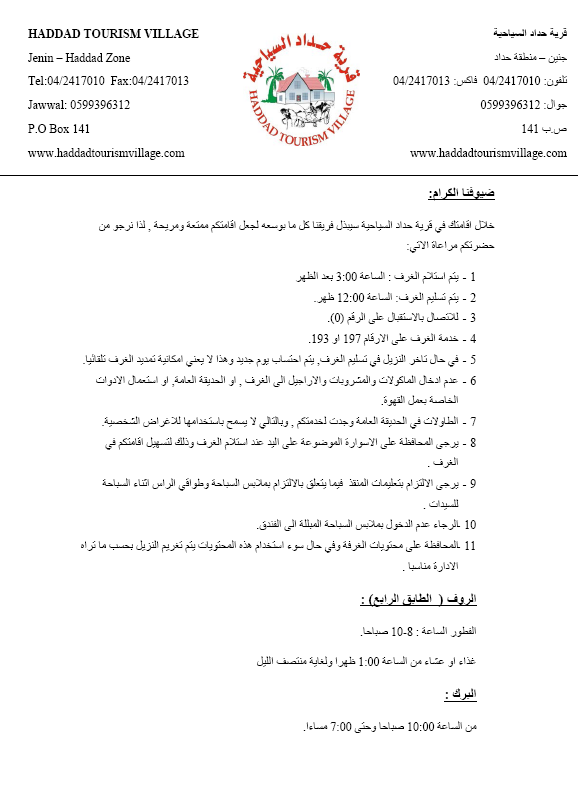 HADDAD TOURISM VILLAGE
Jenin – Haddad Zone
Tel:04/2417010 Fax:04/2417013
Jawwal: 0599396312
P.O Box 141
www.haddadtourismvillage.com
قرية حداد السياحية
HADDAD TOURISM VILLAGE
قرية حداد السياحية
جنين – منطقة حداد
تلفون: 04/2417010 فاكس: 04/2417013
جوال: 0599396312
ص.ب 141
www.haddadtourismvillage.com
ضيوفنا الكرام:
خلال اقامتك في قرية حداد السياحية سيبذل فريقنا كل ما بوسعه لجعل اقامتكم ممتعة ومريحة , لذا نرجو من
حضرتكم مراعاة الاتي:
1 - يتم استلام الغرف : الساعة 3:00 بعد الظهر
2 - يتم تسليم الغرف: الساعة 12:00 ظهر.
3 - للاتصال بالاستقبال على الرقم (0).
4 - خدمة الغرف على الارقام 197 او 193.
5 - في حال تاخر النزيل في تسليم الغرف, يتم احتساب يوم جديد وهذا لا يعني امكانية تمديد الغرف تلقائيا.
6 - عدم ادخال الماكولات والمشروبات والاراجيل الى الغرف , او الحديقة العامة, او استعمال الادوات
الخاصة بعمل القهوة.
7 - الطاولات في الحديقة العامة وجدت لخدمتكم , وبالتالي لا يسمح باستخدامها للاغراض الشخصية.
8 - يرجى المحافظة على الاسوارة الموضوعة على اليد عند استلام الغرف وذلك لتسهيل اقامتكم في
الغرف .
9 - يرجى الالتزام بتعليمات المنقذ فيما يتعلق بالالتزام بملابس السباحة وطواقي الراس اثناء السباحة
للسيدات .
10 -الرجاء عدم الدخول بملابس السباحة المبللة الى الفندق.
11 -المحافظة على محتويات الغرفة وفي حال سوء استخدام هذه المحتويات يتم تغريم النزيل بحسب ما تراه
الادارة مناسبا .
الروف ( الطابق الرابع) :
الفطور الساعة : 8-10 صباحا.
غذاء او عشاء من الساعة 1:00 ظهرا ولغاية منتصف الليل
البرك :
من الساعة 10:00 صباحا وحتى 7:00 مساءا.